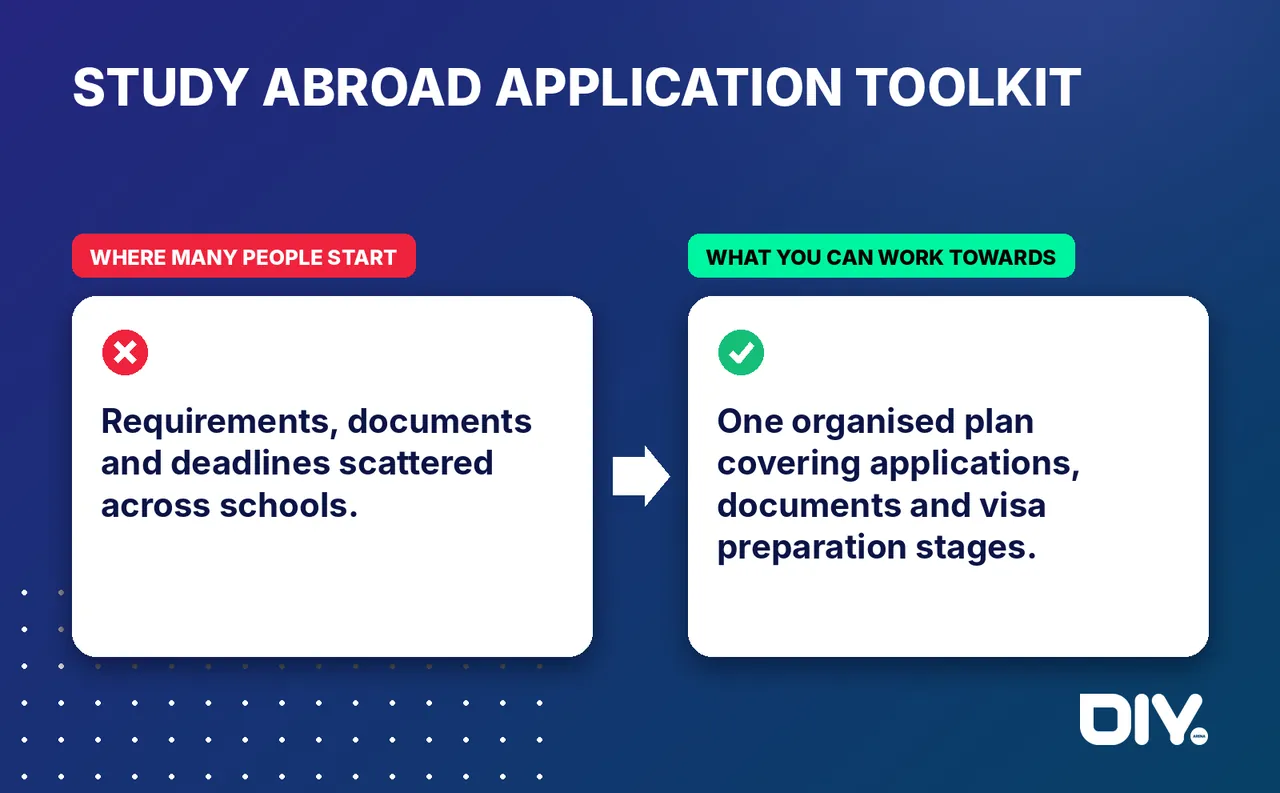 STUDY ABROAD APPLICATION TOOLKIT
WHERE MANY PEOPLE START
Requirements, documents
and deadlines scattered
across schools.
WHAT YOU CAN WORK TOWARDS
One organised plan
covering applications,
documents and visa
preparation stages.
DIY.
ARENA